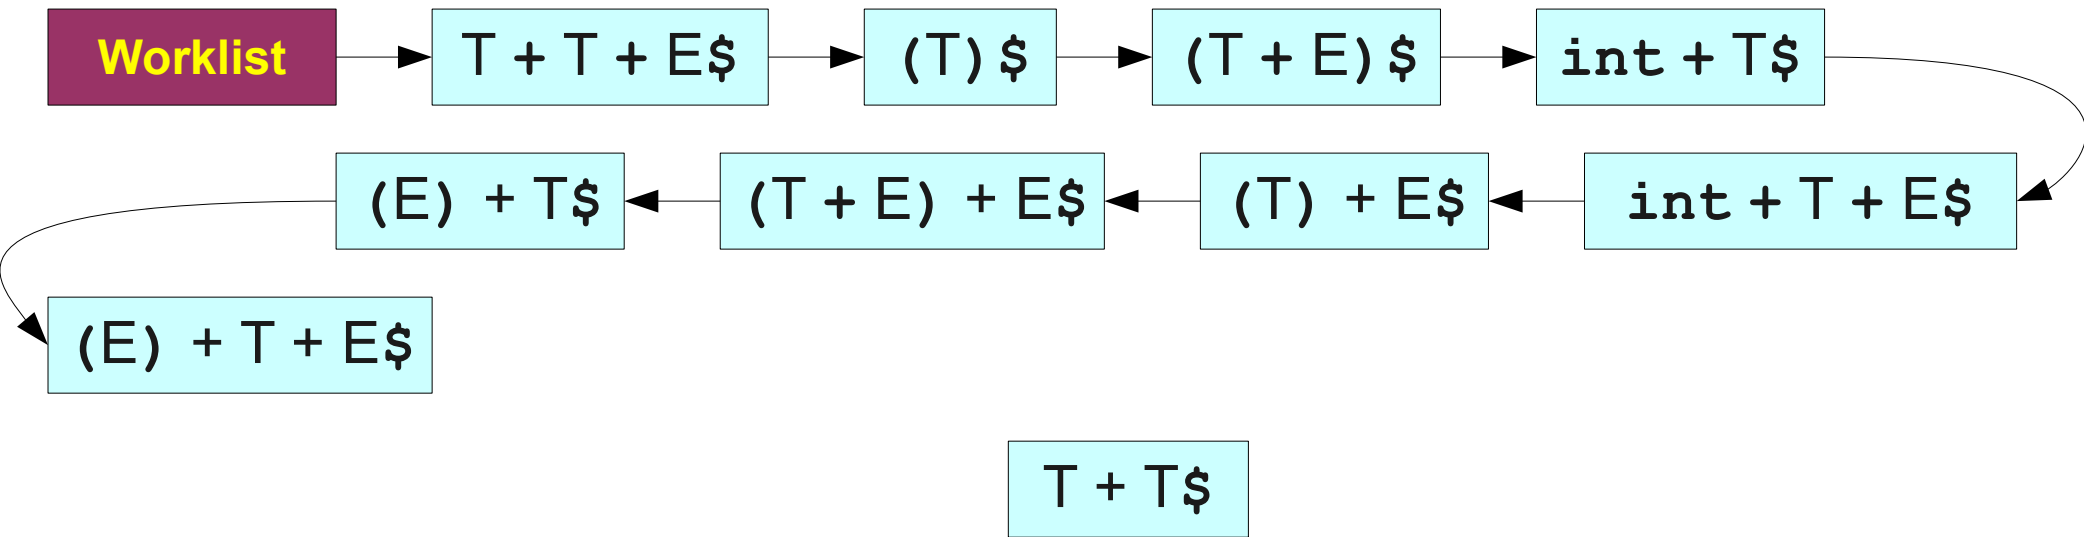 Worklist T + T + E$ (T)$ (T + E)$ int + T$
(E) + T$ (T + E) + E$ (T) + E$ int + T + E$
(E) + T + E$
T + T$